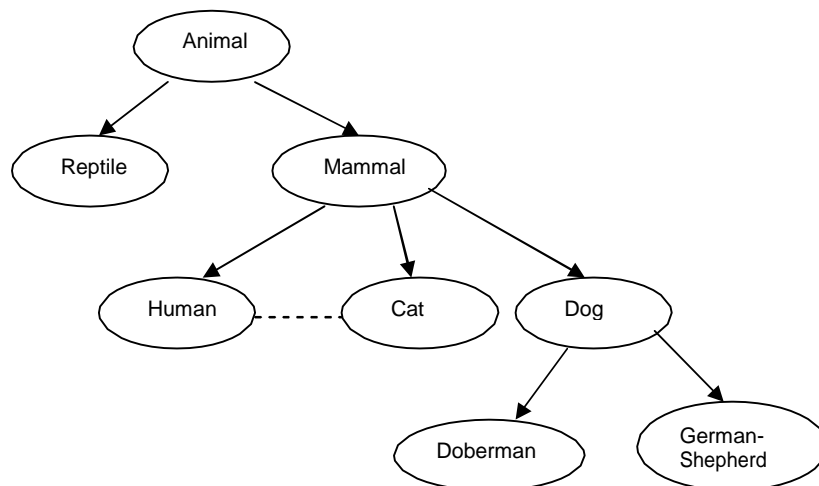 Animal
Reptile
Mammal
Human
Cat
Dog
Doberman
German-
Shepherd